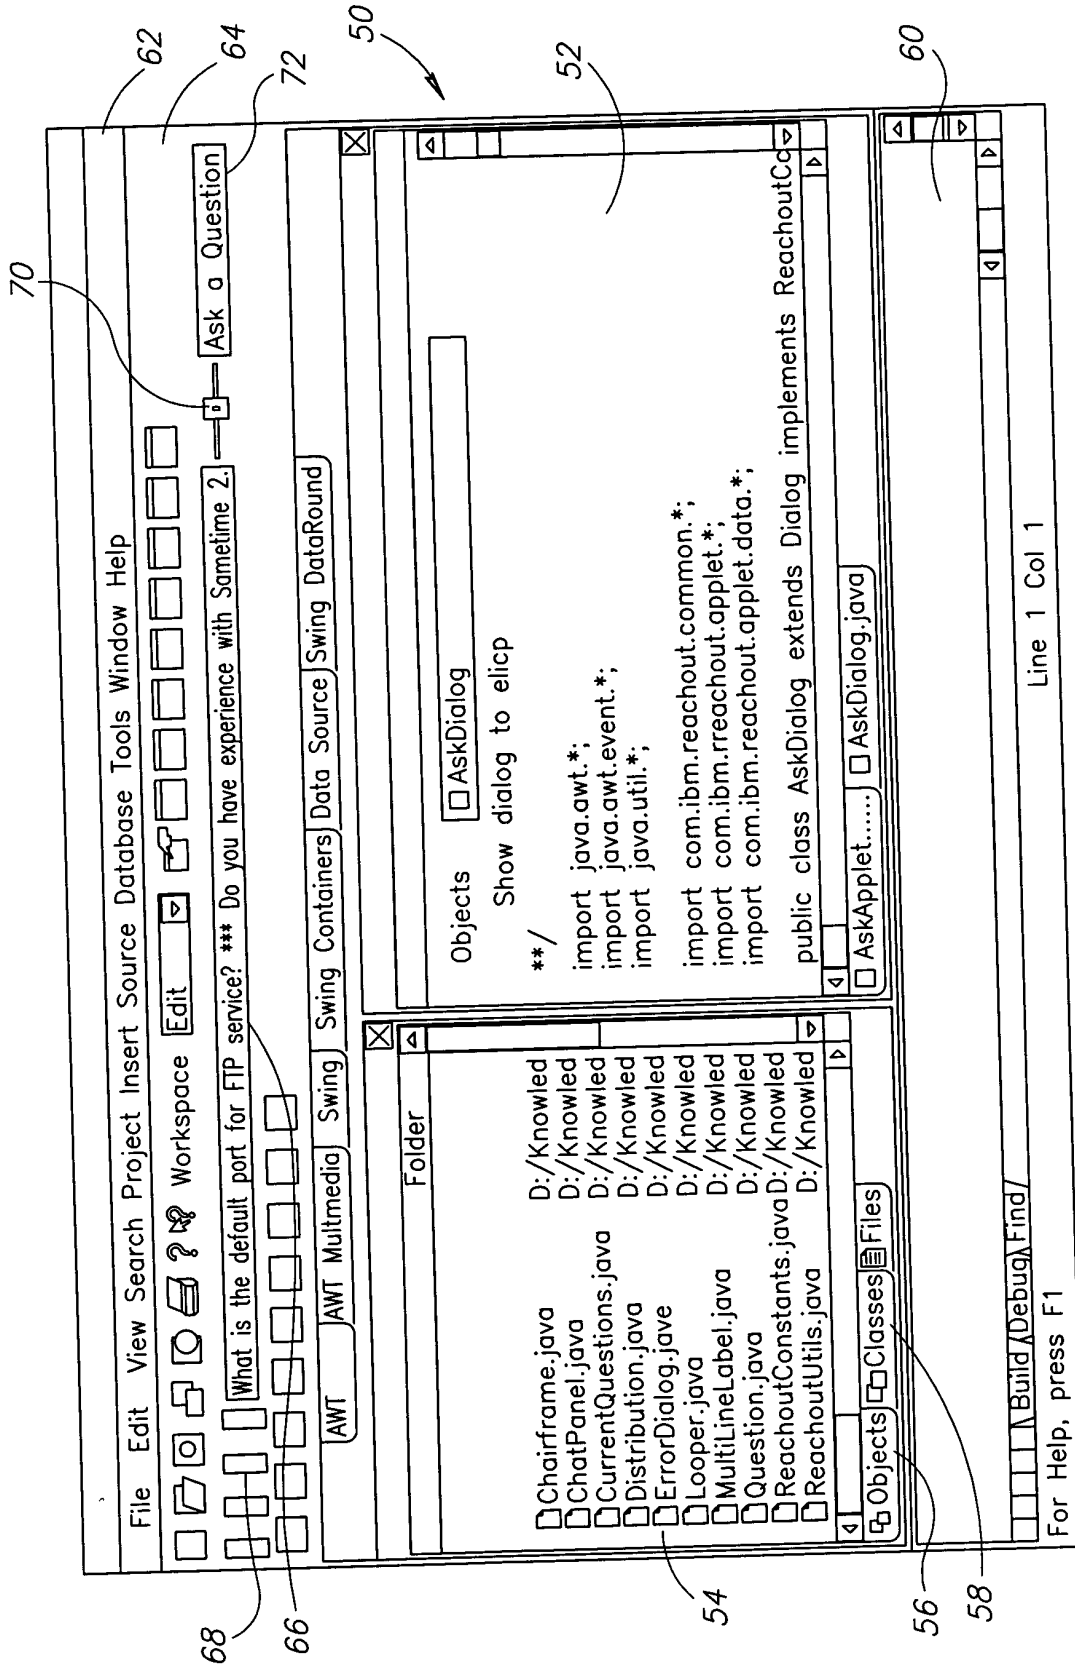 62
64
70
72
50
52
60
68
66
54
56
58
File Edit View Search Project Insert Source Database Tools Window Help
? ? Workspace Edit
What is the default port for FTP service? *** Do you have experience with Sametime 2.
Ask a Question
AWT AWT Multmedia Swing Swing Containers Data Source Swing DataRound
Folder
Chairframe.java D:/Knowled
ChatPanel.java D:/Knowled
CurrentQuestions.java D:/Knowled
Distribution.java D:/Knowled
ErrorDialog.jave D:/Knowled
Looper.java D:/Knowled
MultiLineLabel.java D:/Knowled
Question.java D:/Knowled
ReachoutConstants.java D:/Knowled
ReachoutUtils.java D:/Knowled
Objects Classes Files
Objects AskDialog
Show dialog to elicp
**/
import java.awt.*;
import java.awt.event.*;
import java.util.*;
import com.ibm.reachout.common.*;
import com.ibm.rreachout.applet.*;
import com.ibm.reachout.applet.data.*;
public class AskDialog extends Dialog implements ReachoutCo
AskApplet...... AskDialog.java
Build Debug Find
For Help, press F1 Line 1 Col 1